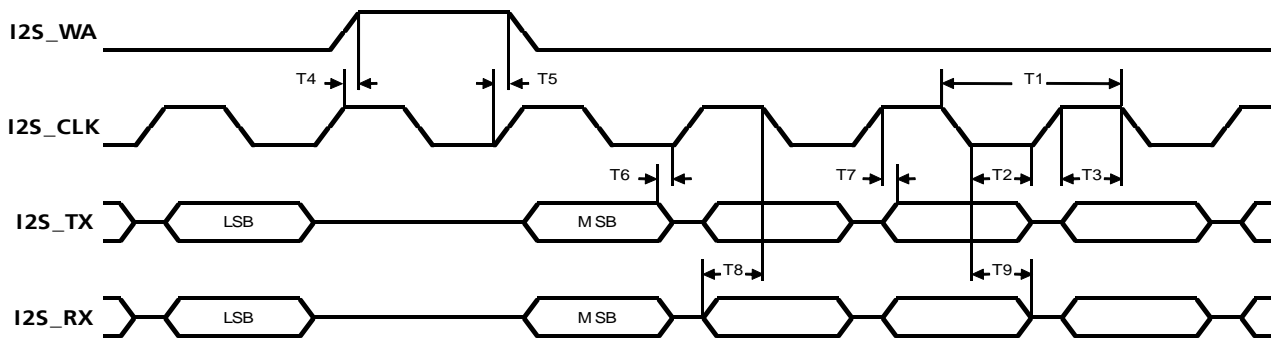 I2S_WA
T4
T5
T1
I2S_CLK
T6
T7
T2
T3
I2S_TX
LSB
MSB
T8
T9
I2S_RX
LSB
MSB